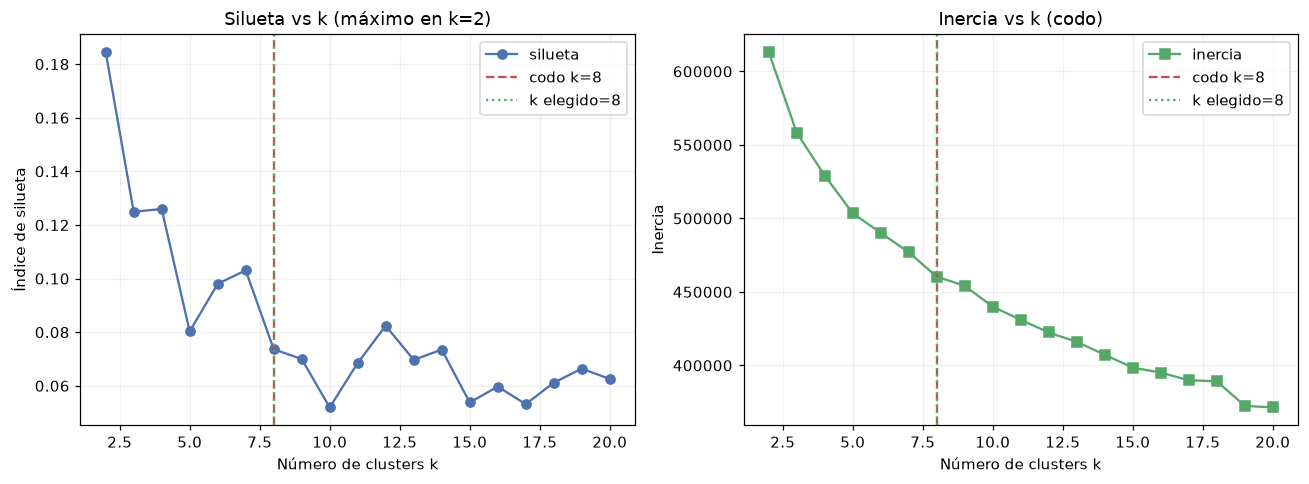 Silueta vs k (máximo en k=2)
silueta
codo k=8
k elegido=8
Índice de silueta
0.18
0.16
0.14
0.12
0.10
0.08
0.06
2.5 5.0 7.5 10.0 12.5 15.0 17.5 20.0
Número de clusters k
Inercia vs k (codo)
inercia
codo k=8
k elegido=8
Inercia
600000
550000
500000
450000
400000
2.5 5.0 7.5 10.0 12.5 15.0 17.5 20.0
Número de clusters k